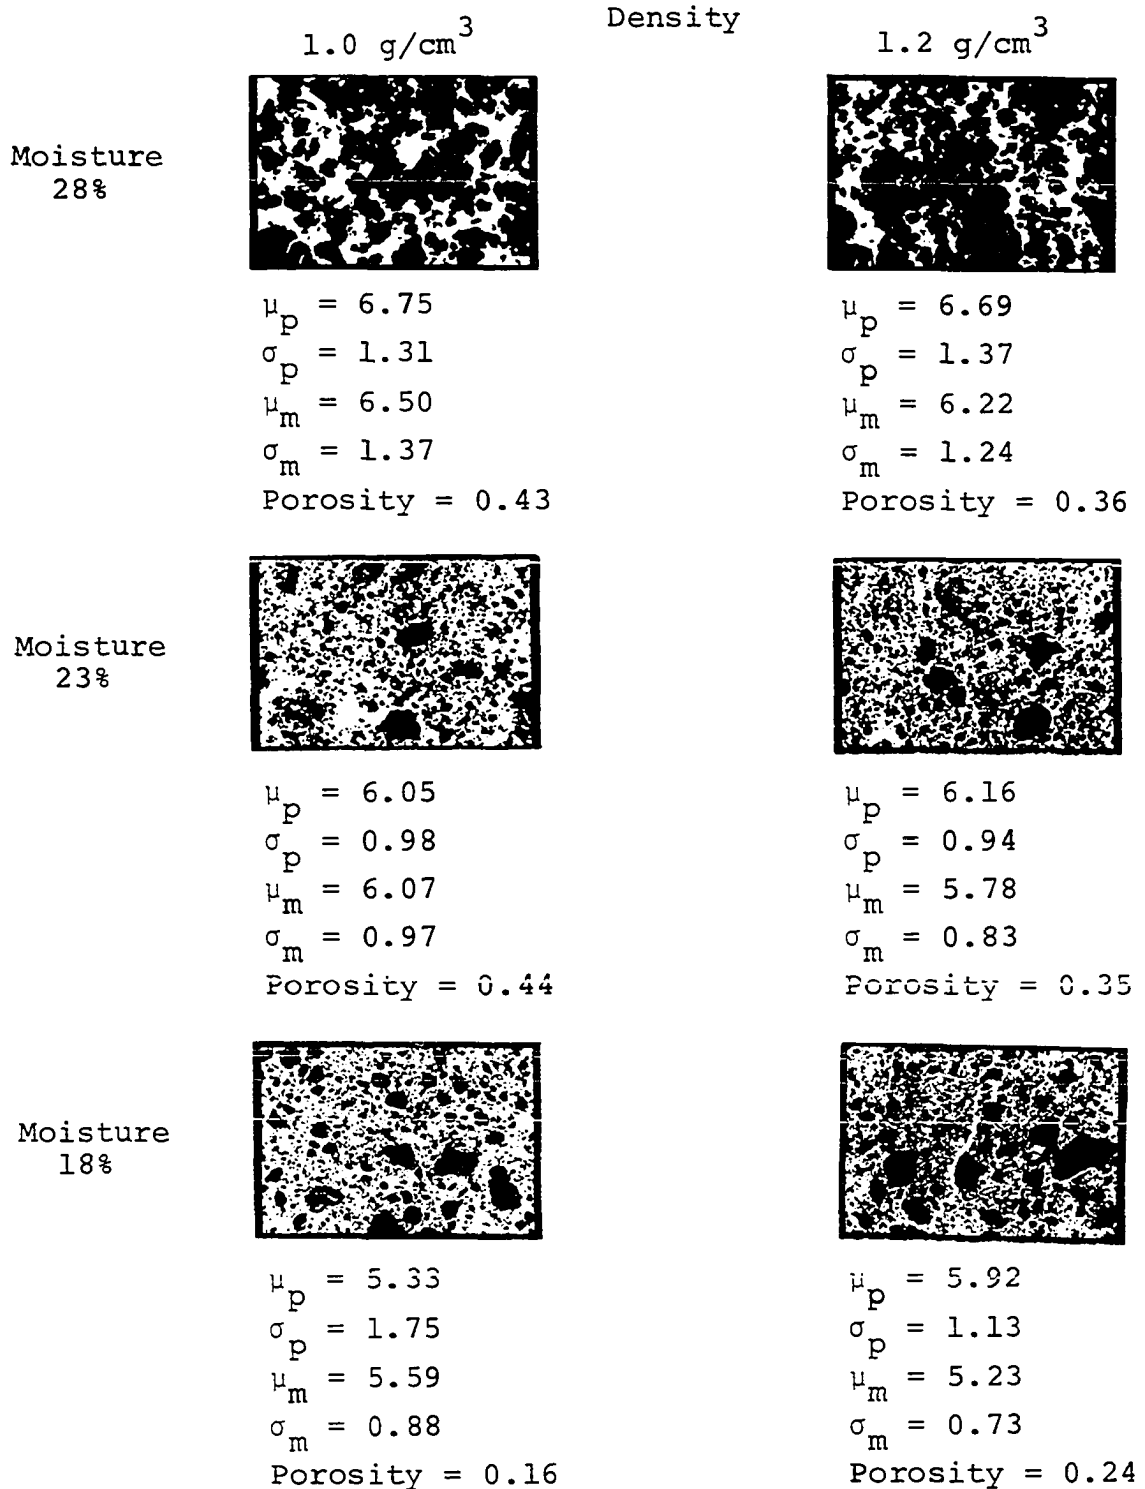 Density
1.0 g/cm³ 1.2 g/cm³
Moisture
28%
μp = 6.75
σp = 1.31
μm = 6.50
σm = 1.37
Porosity = 0.43
μp = 6.69
σp = 1.37
μm = 6.22
σm = 1.24
Porosity = 0.36
Moisture
23%
μp = 6.05
σp = 0.98
μm = 6.07
σm = 0.97
Porosity = 0.44
μp = 6.16
σp = 0.94
μm = 5.78
σm = 0.83
Porosity = 0.35
Moisture
18%
μp = 5.33
σp = 1.75
μm = 5.59
σm = 0.88
Porosity = 0.16
μp = 5.92
σp = 1.13
μm = 5.23
σm = 0.73
Porosity = 0.24